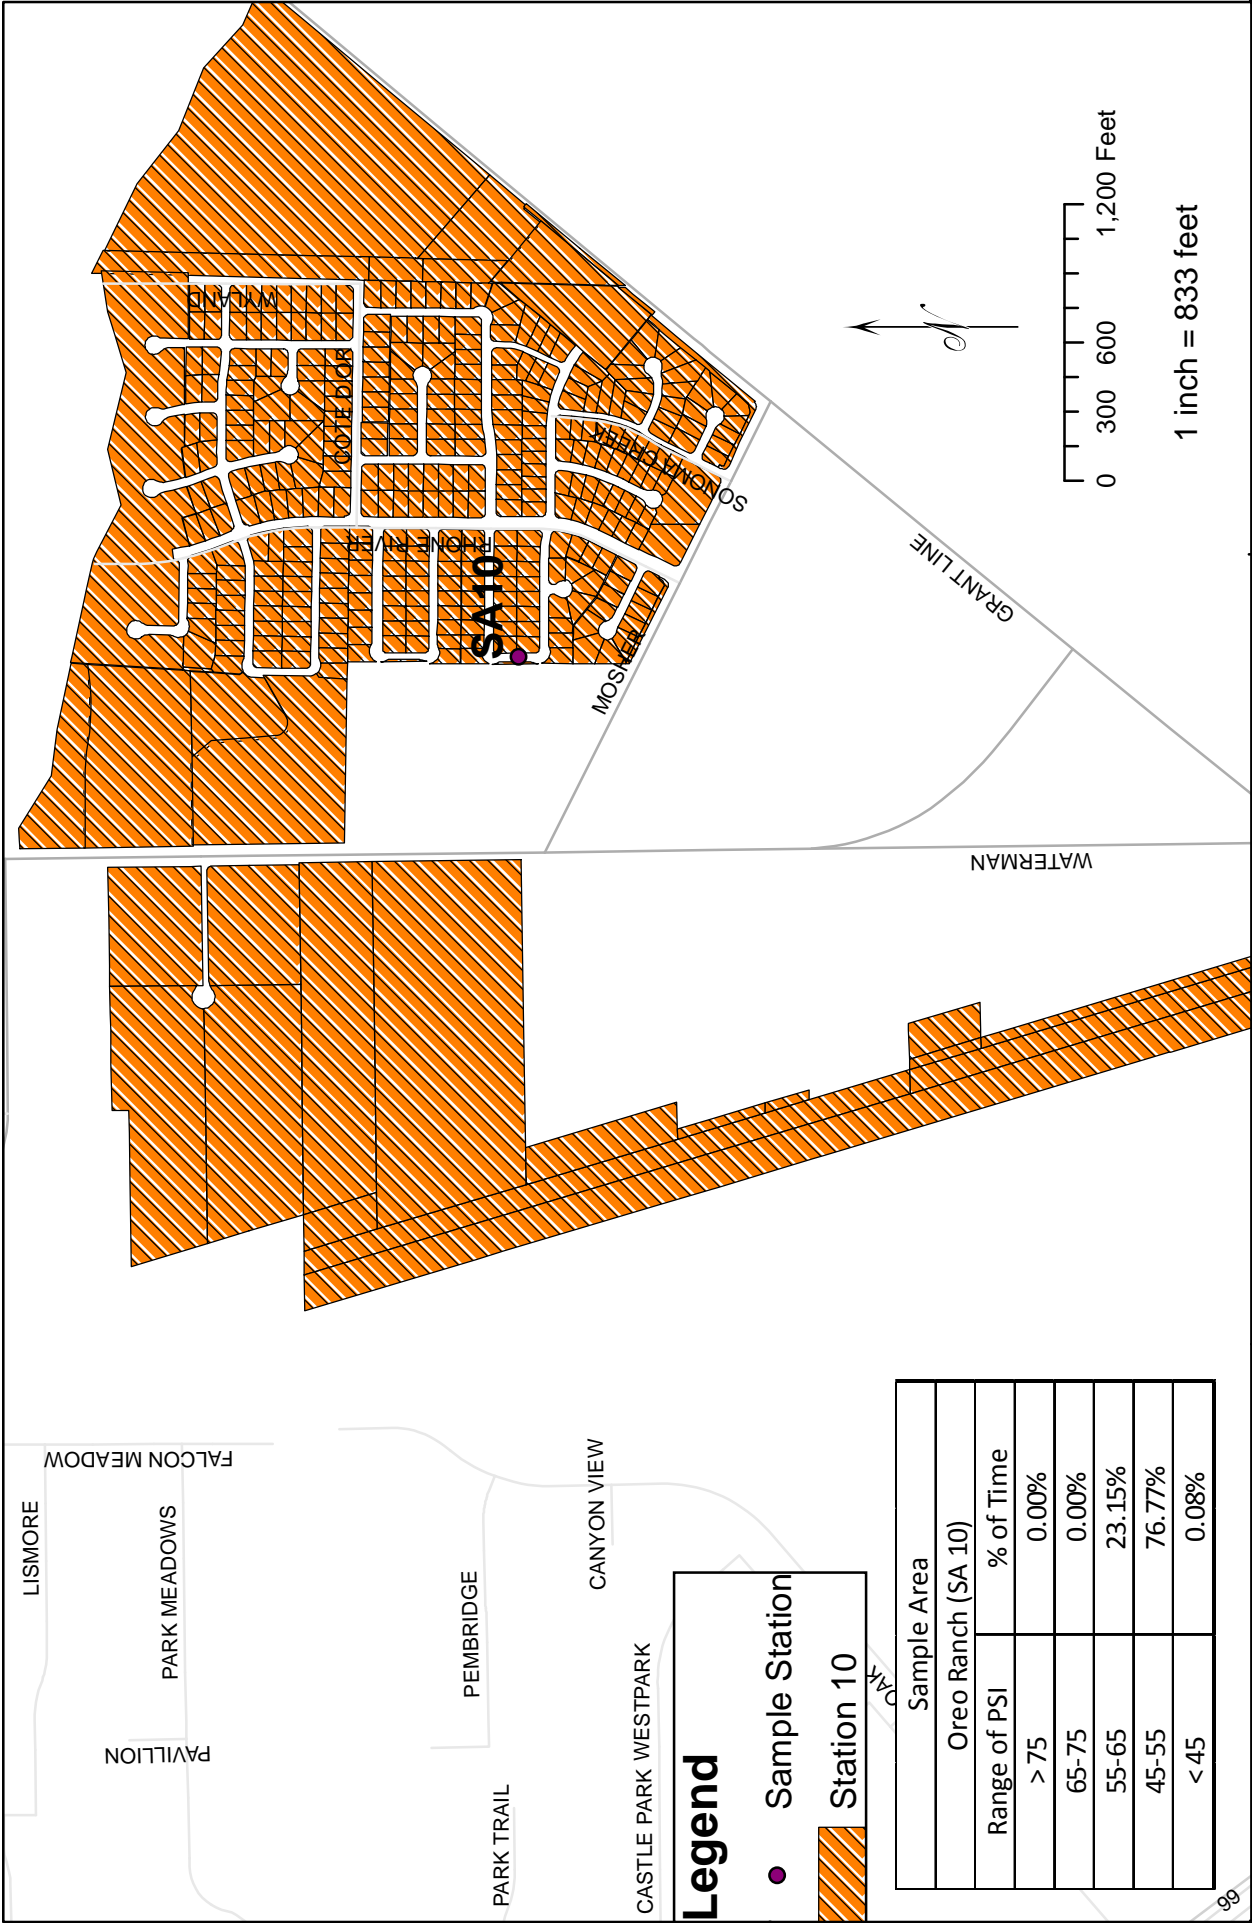 LISMORE
FALCON MEADOW
PARK MEADOWS
PAVILLION
PEMBRIDGE
PARK TRAIL
CANYON VIEW
CASTLE PARK WESTPARK
OAK
99
WATERMAN
GRANT LINE
MOSHER
SONOMA CREEK
RHONE RIVER
COTE D OR
WYLAND
SA10
Legend
Sample Station
Station 10
Sample Area
Oreo Ranch (SA 10)
Range of PSI % of Time
> 75 0.00%
65-75 0.00%
55-65 23.15%
45-55 76.77%
< 45 0.08%
N
0 300 600 1,200 Feet
1 inch = 833 feet